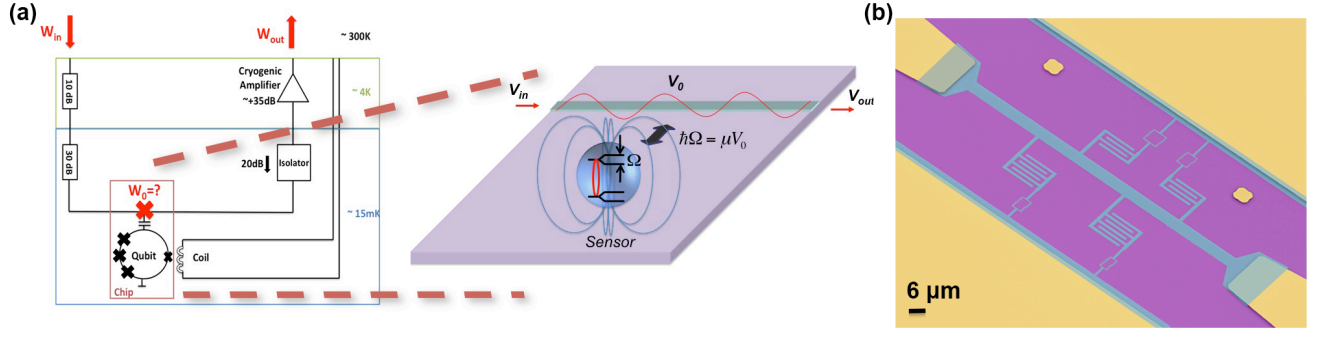 (a)
W_in
W_out
~ 300K
10 dB
Cryogenic
Amplifier
~+35dB
~ 4K
30 dB
20dB
Isolator
W_0=?
~ 15mK
Qubit
Coil
Chip
V_in
V_0
V_out
ħΩ = μV_0
Ω
Sensor
(b)
6 μm